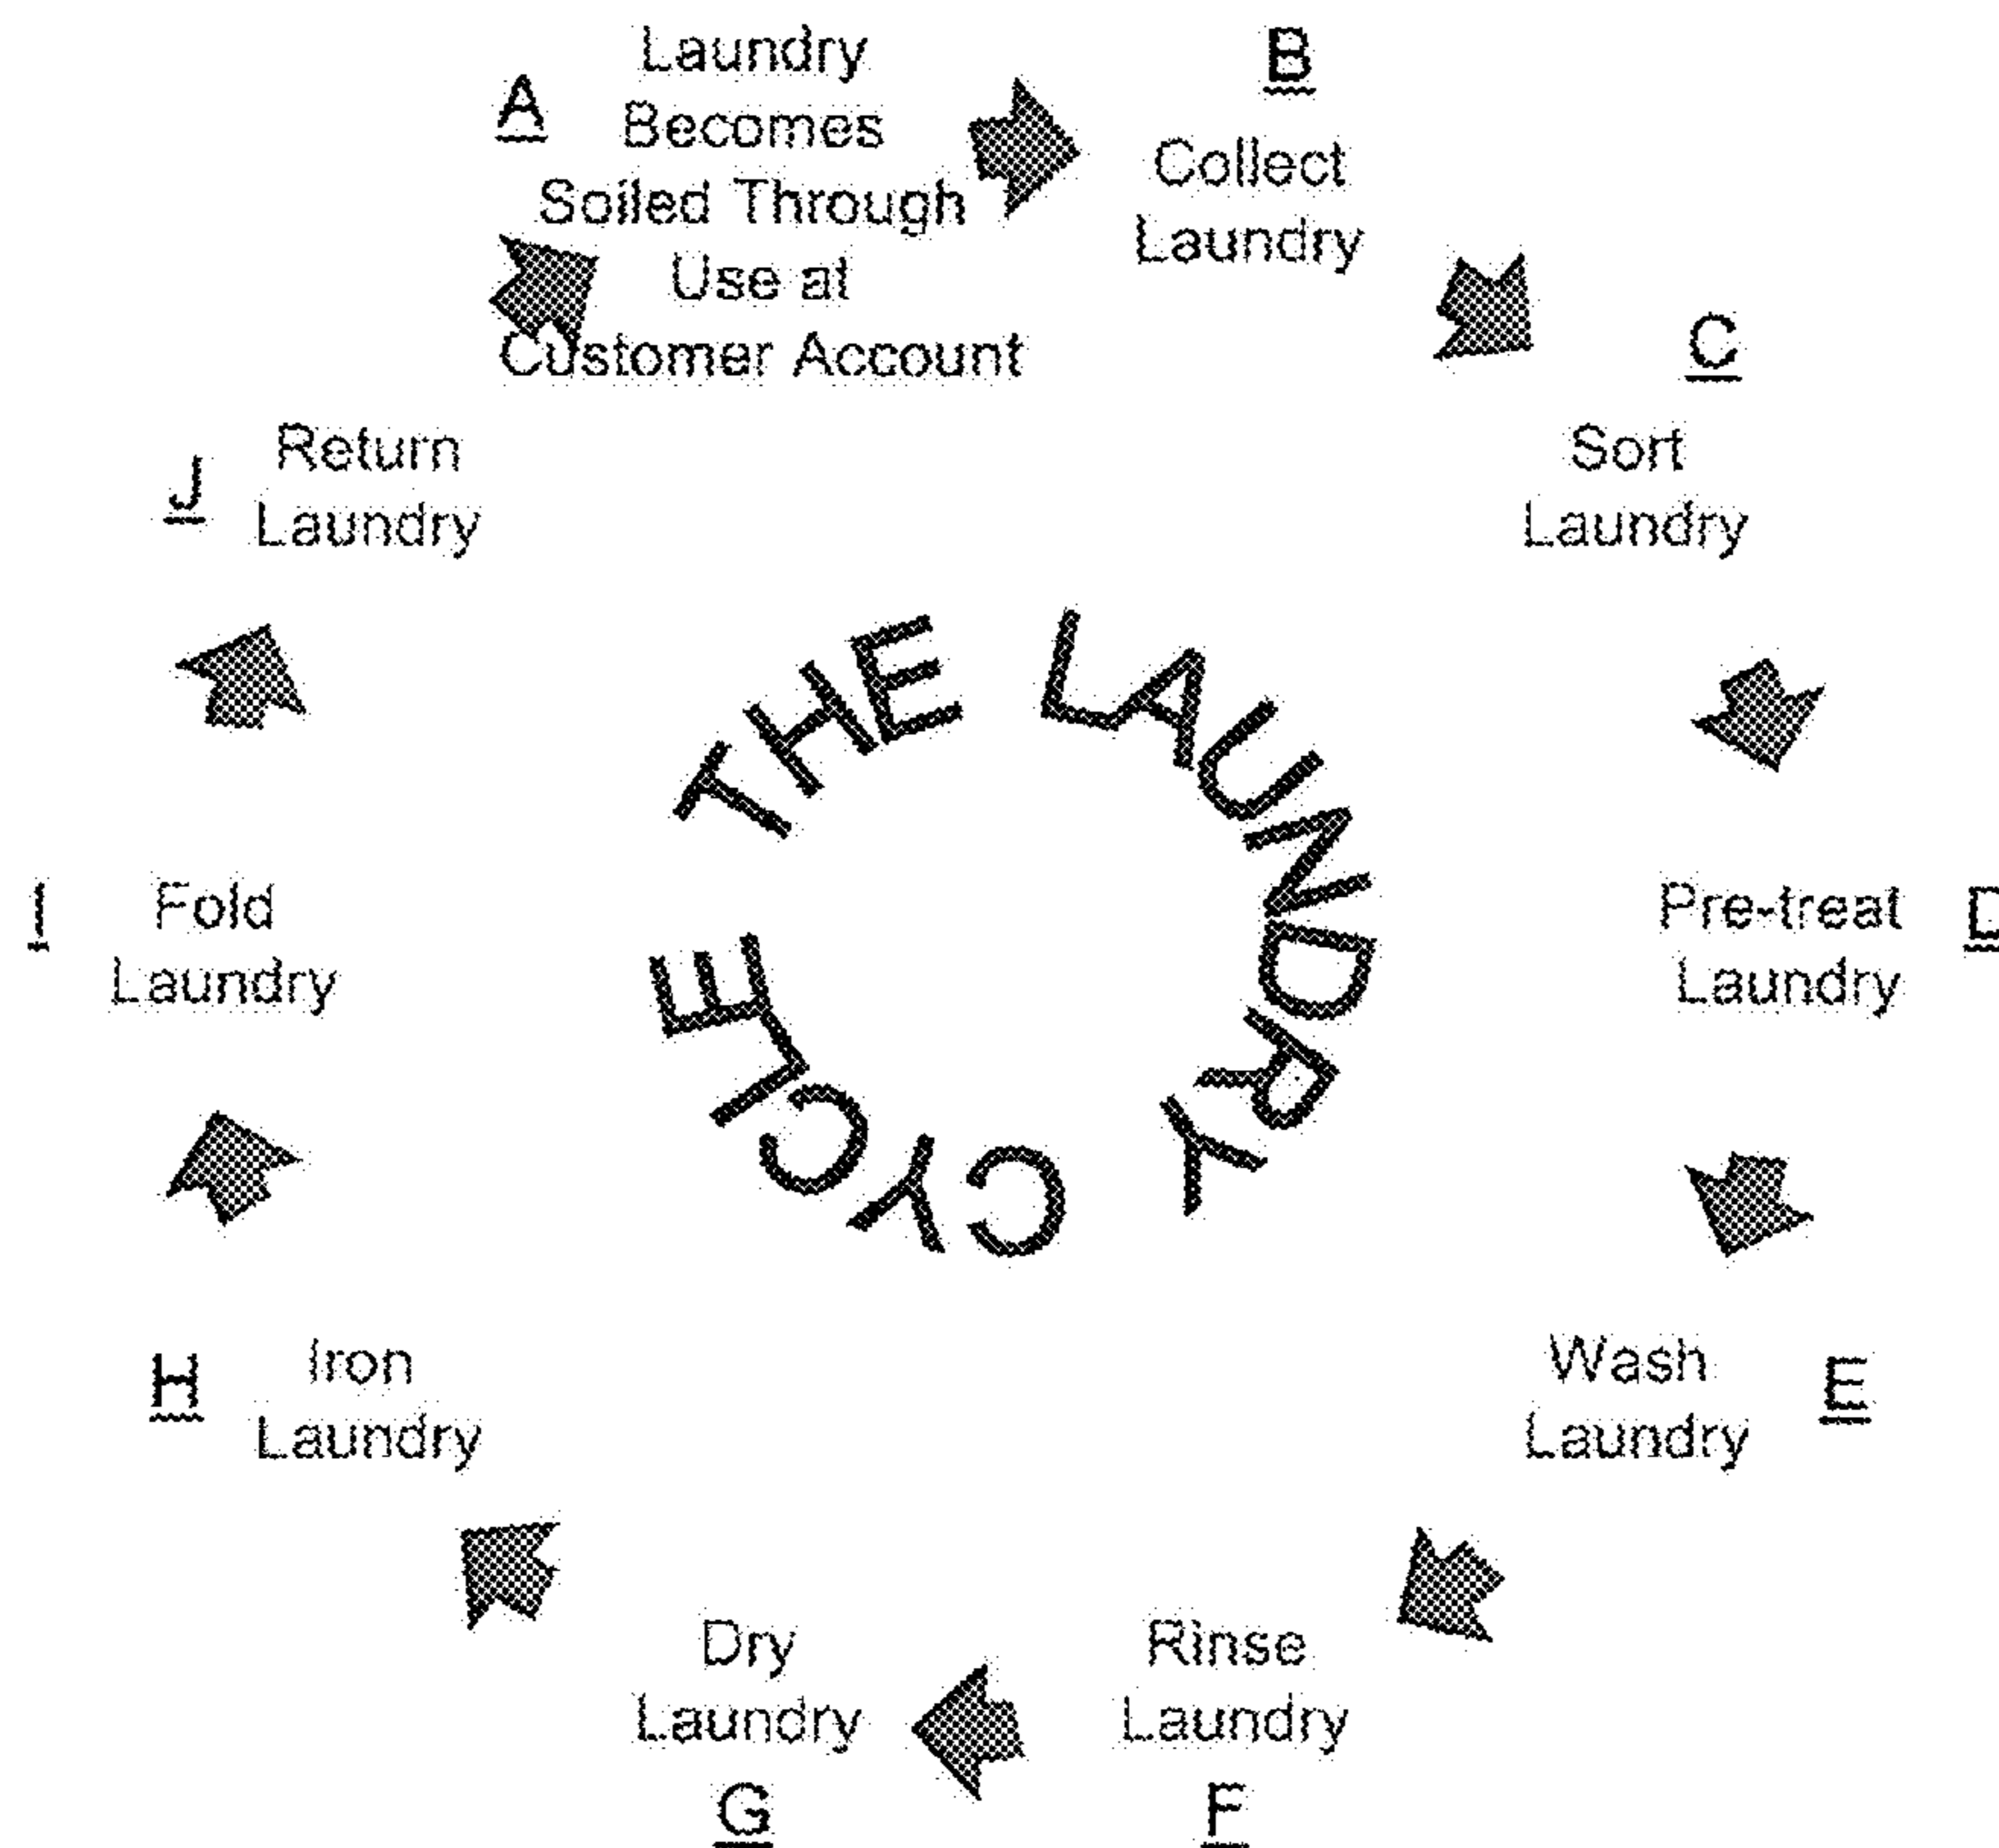 A
Laundry
Becomes
Soiled Through
Use at
Customer Account
B
Collect
Laundry
C
Sort
Laundry
Pre-treat
Laundry
D
Wash
Laundry
E
Rinse
Laundry
F
Dry
Laundry
G
H
Iron
Laundry
I
Fold
Laundry
J
Return
Laundry
THE LAUNDRY CYCLE